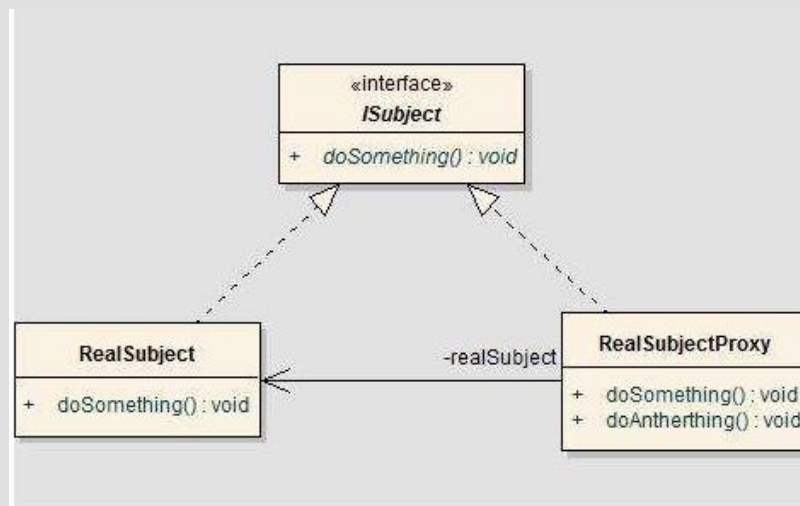 «interface»
ISubject
+ doSomething() : void
RealSubject
+ doSomething() : void
-realSubject
RealSubjectProxy
+ doSomething() : void
+ doAntherthing() : void